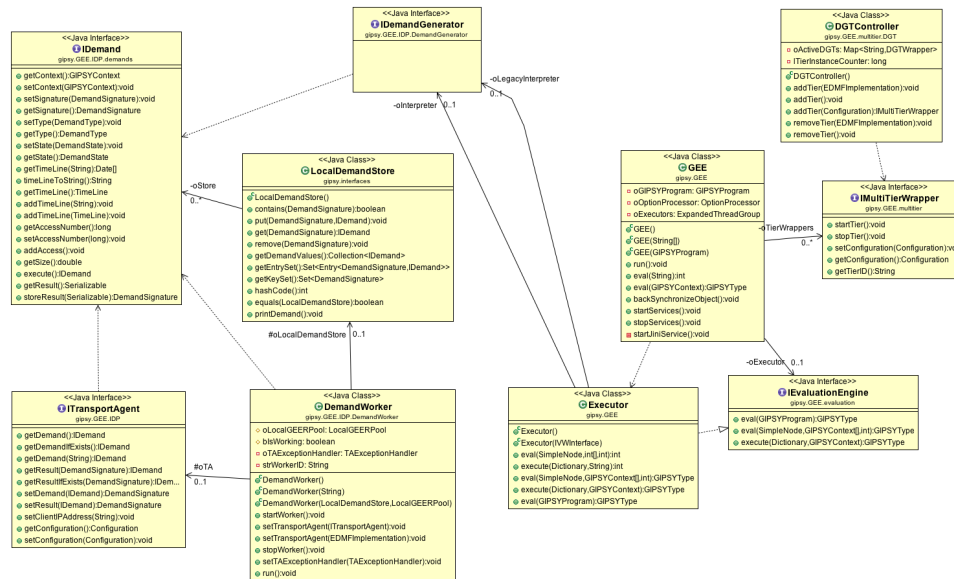 <<Java Interface>>
IDemand
gipsy.GEE.IDP.demands
getContext():GIPSYContext
setContext(GIPSYContext):void
setSignature(DemandSignature):void
getSignature():DemandSignature
setType(DemandType):void
getType():DemandType
setState(DemandState):void
getState():DemandState
getTimeLine(String):Date[]
timeLineToString():String
getTimeLine():TimeLine
addTimeLine(String):void
addTimeLine(TimeLine):void
getAccessNumber():long
setAccessNumber(long):void
addAccess():void
getSize():double
execute():IDemand
getResult():Serializable
storeResult(Serializable):DemandSignature
<<Java Interface>>
IDemandGenerator
gipsy.GEE.IDP.DemandGenerator
-oLegacyInterpreter
0..1
-oInterpreter
0..1
<<Java Class>>
DGTController
gipsy.GEE.multitier.DGT
oActiveDGTs: Map<String,DGTWrapper>
lTierInstanceCounter: long
DGTController()
addTier(EDMFImplementation):void
addTier():void
addTier(Configuration):IMultiTierWrapper
removeTier(EDMFImplementation):void
removeTier():void
<<Java Class>>
LocalDemandStore
gipsy.interfaces
LocalDemandStore()
contains(DemandSignature):boolean
put(DemandSignature,IDemand):void
get(DemandSignature):IDemand
remove(DemandSignature):void
getDemandValues():Collection<IDemand>
getEntrySet():Set<Entry<DemandSignature,IDemand>>
getKeySet():Set<DemandSignature>
hashCode():int
equals(LocalDemandStore):boolean
printDemand():void
-oStore
0..*
<<Java Class>>
GEE
gipsy.GEE
oGIPSYProgram: GIPSYProgram
oOptionProcessor: OptionProcessor
oExecutors: ExpandedThreadGroup
GEE()
GEE(String[])
GEE(GIPSYProgram)
run():void
eval(String):int
eval(GIPSYContext):GIPSYType
backSynchronizeObject():void
startServices():void
stopServices():void
startJiniService():void
-oTierWrappers
0..*
<<Java Interface>>
IMultiTierWrapper
gipsy.GEE.multitier
startTier():void
stopTier():void
setConfiguration(Configuration):vo
getConfiguration():Configuration
getTierID():String
#oLocalDemandStore
0..1
-oExecutor
0..1
<<Java Interface>>
IEvaluationEngine
gipsy.GEE.evaluation
eval(GIPSYProgram):GIPSYType
eval(SimpleNode,GIPSYContext[],int):GIPSYType
execute(Dictionary,GIPSYContext):GIPSYType
<<Java Interface>>
ITransportAgent
gipsy.GEE.IDP
getDemand():IDemand
getDemandIfExists():IDemand
getDemand(String):IDemand
getResult(DemandSignature):IDemand
getResultIfExists(DemandSignature):IDem...
setDemand(IDemand):DemandSignature
setResult(IDemand):DemandSignature
setClientIPAddress(String):void
getConfiguration():Configuration
setConfiguration(Configuration):void
#oTA
0..1
<<Java Class>>
DemandWorker
gipsy.GEE.IDP.DemandWorker
oLocalGEERPool: LocalGEERPool
bIsWorking: boolean
oTAExceptionHandler: TAExceptionHandler
strWorkerID: String
DemandWorker()
DemandWorker(String)
DemandWorker(LocalDemandStore,LocalGEERPool)
startWorker():void
setTransportAgent(ITransportAgent):void
setTransportAgent(EDMFImplementation):void
stopWorker():void
setTAExceptionHandler(TAExceptionHandler):void
run():void
<<Java Class>>
Executor
gipsy.GEE
Executor()
Executor(IVWInterface)
eval(SimpleNode,int[],int):int
execute(Dictionary,String):int
eval(SimpleNode,GIPSYContext[],int):GIPSYType
execute(Dictionary,GIPSYContext):GIPSYType
eval(GIPSYProgram):GIPSYType